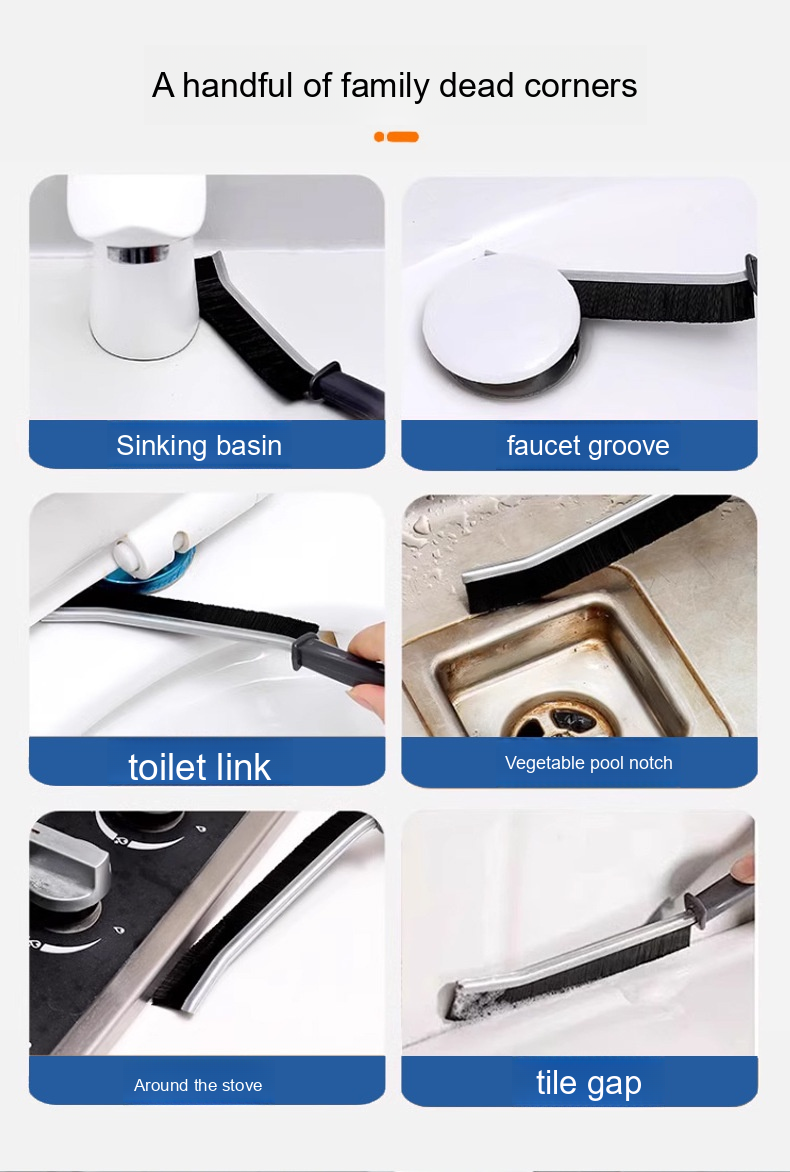 A handful of family dead corners
Sinking basin
faucet groove
toilet link
Vegetable pool notch
Around the stove
tile gap